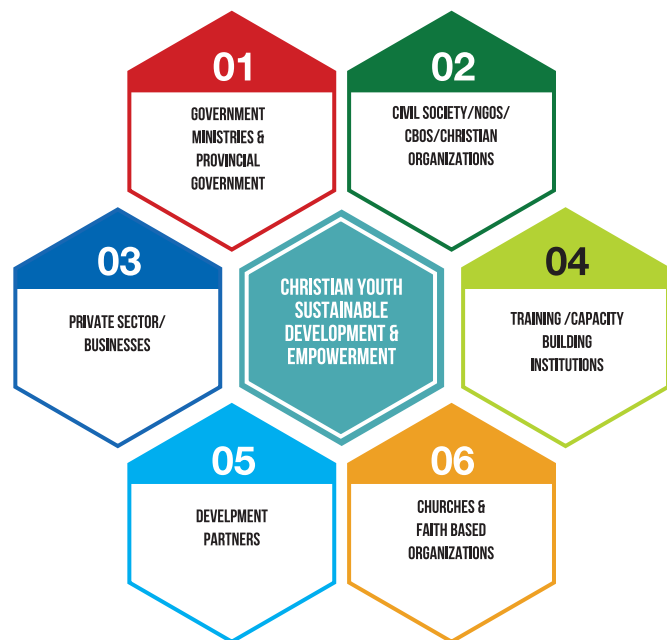 01
GOVERNMENT
MINISTRIES &
PROVINCIAL
GOVERNMENT
02
CIVIL SOCIETY/NGOS/
CBOS/CHRISTIAN
ORGANIZATIONS
03
PRIVATE SECTOR/
BUSINESSES
CHRISTIAN YOUTH
SUSTAINABLE
DEVELOPMENT &
EMPOWERMENT
04
TRAINING /CAPACITY
BUILDING
INSTITUTIONS
05
DEVELPMENT
PARTNERS
06
CHURCHES &
FAITH BASED
ORGANIZATIONS